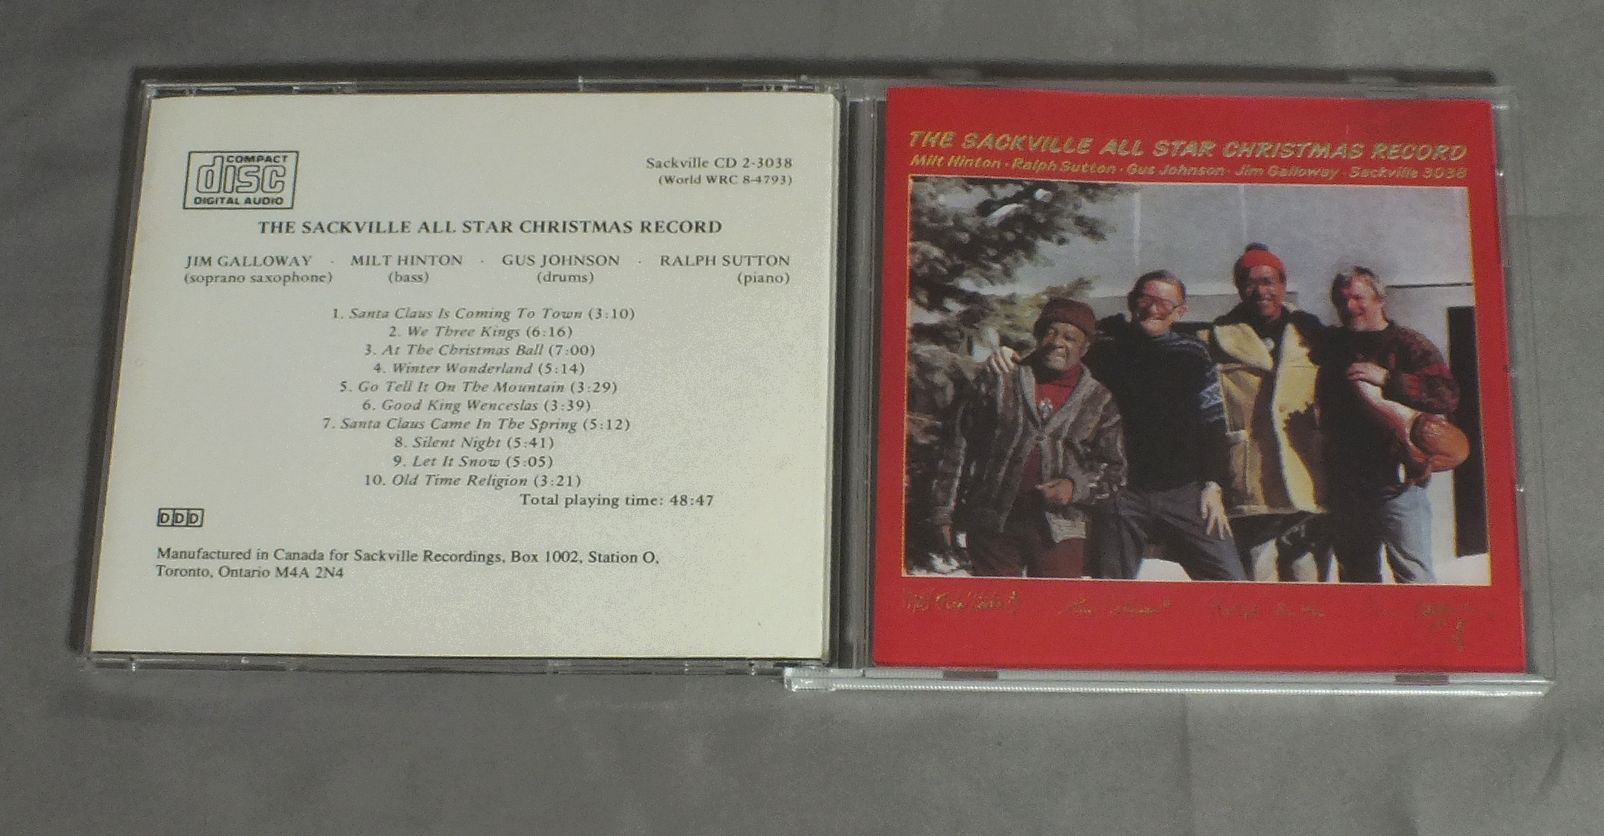 COMPACT
disc
DIGITAL AUDIO
Sackville CD 2-3038
(World WRC 8-4793)
THE SACKVILLE ALL STAR CHRISTMAS RECORD
JIM GALLOWAY · MILT HINTON · GUS JOHNSON · RALPH SUTTON
(soprano saxophone) (bass) (drums) (piano)
1. Santa Claus Is Coming To Town (3:10)
2. We Three Kings (6:16)
3. At The Christmas Ball (7:00)
4. Winter Wonderland (5:14)
5. Go Tell It On The Mountain (3:29)
6. Good King Wenceslas (3:39)
7. Santa Claus Came In The Spring (5:12)
8. Silent Night (5:41)
9. Let It Snow (5:05)
10. Old Time Religion (3:21)
Total playing time: 48:47
DDD
Manufactured in Canada for Sackville Recordings, Box 1002, Station O,
Toronto, Ontario M4A 2N4
THE SACKVILLE ALL STAR CHRISTMAS RECORD
Milt Hinton · Ralph Sutton · Gus Johnson · Jim Galloway · Sackville 3038